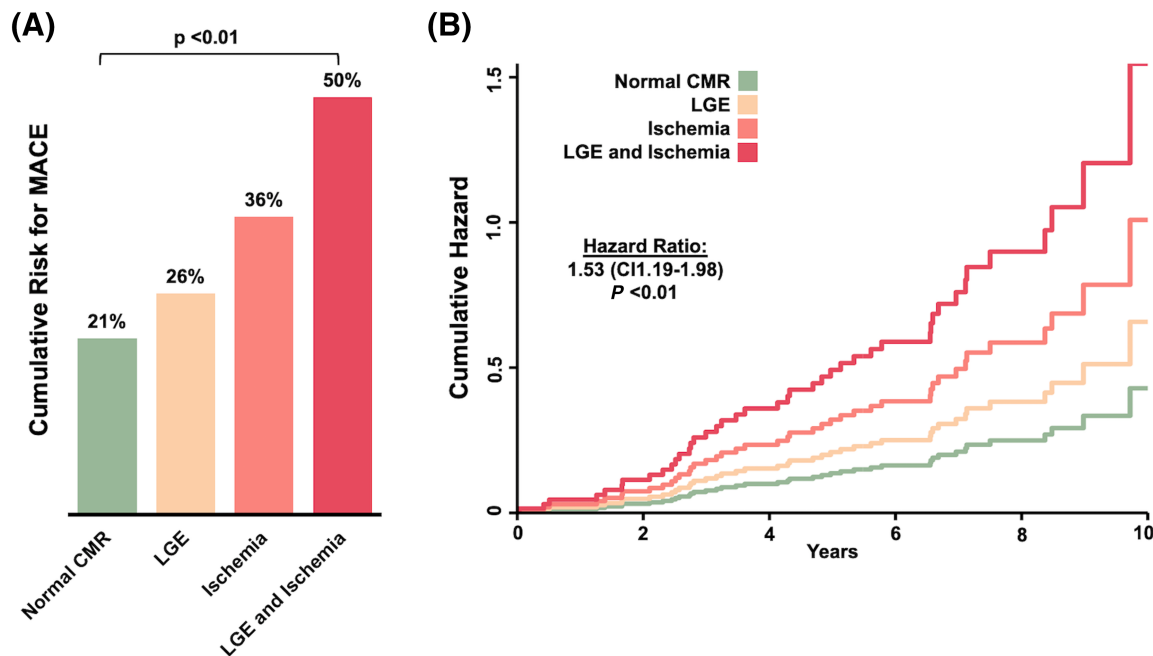 (A)
p <0.01
50%
36%
26%
21%
Cumulative Risk for MACE
Normal CMR
LGE
Ischemia
LGE and Ischemia
(B)
1.5
1.0
0.5
0
Cumulative Hazard
Normal CMR
LGE
Ischemia
LGE and Ischemia
Hazard Ratio:
1.53 (CI1.19-1.98)
P <0.01
0 2 4 6 8 10
Years